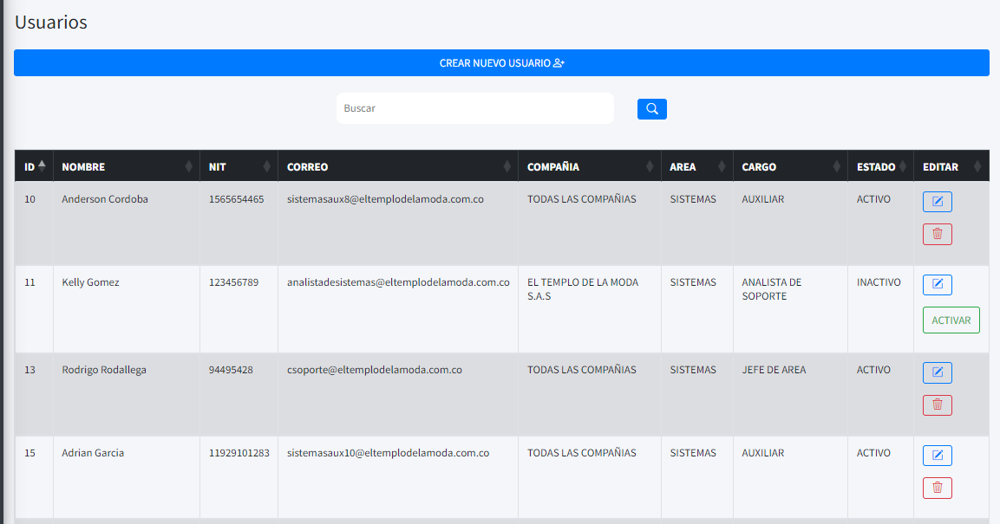 Usuarios
CREAR NUEVO USUARIO
Buscar
ID NOMBRE NIT CORREO COMPAÑIA AREA CARGO ESTADO EDITAR
10 Anderson Cordoba 1565654465 sistemasaux8@eltemplodelamoda.com.co TODAS LAS COMPAÑIAS SISTEMAS AUXILIAR ACTIVO
11 Kelly Gomez 123456789 analistadesistemas@eltemplodelamoda.com.co EL TEMPLO DE LA MODA SISTEMAS ANALISTA DE INACTIVO
S.A.S SOPORTE
ACTIVAR
13 Rodrigo Rodallega 94495428 csoporte@eltemplodelamoda.com.co TODAS LAS COMPAÑIAS SISTEMAS JEFE DE AREA ACTIVO
15 Adrian Garcia 11929101283 sistemasaux10@eltemplodelamoda.com.co TODAS LAS COMPAÑIAS SISTEMAS AUXILIAR ACTIVO